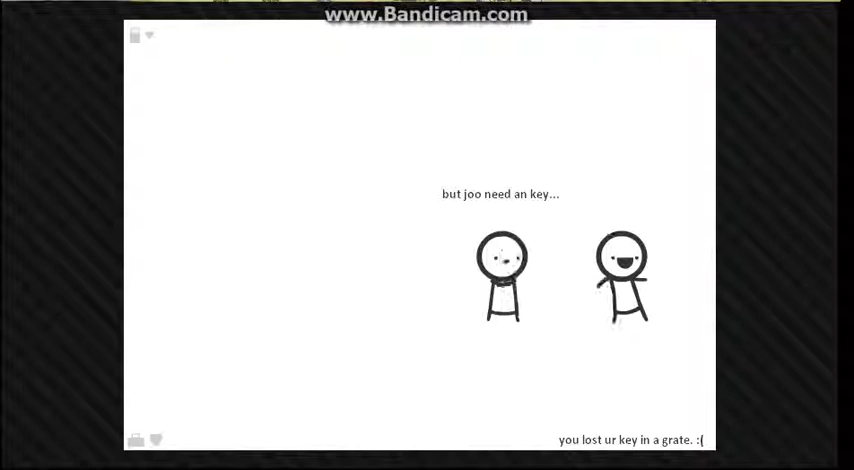 www.Bandicam.com
but joo need an key...
you lost ur key in a grate. :(